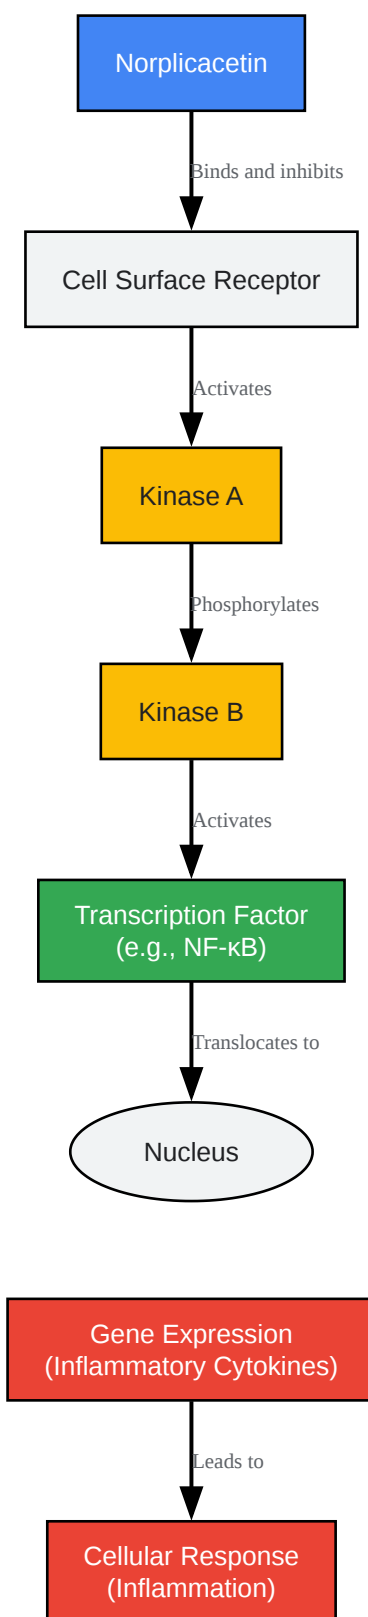 Norplicacetin
Binds and inhibits
Cell Surface Receptor
Activates
Kinase A
Phosphorylates
Kinase B
Activates
Transcription Factor
(e.g., NF-κB)
Translocates to
Nucleus
Gene Expression
(Inflammatory Cytokines)
Leads to
Cellular Response
(Inflammation)